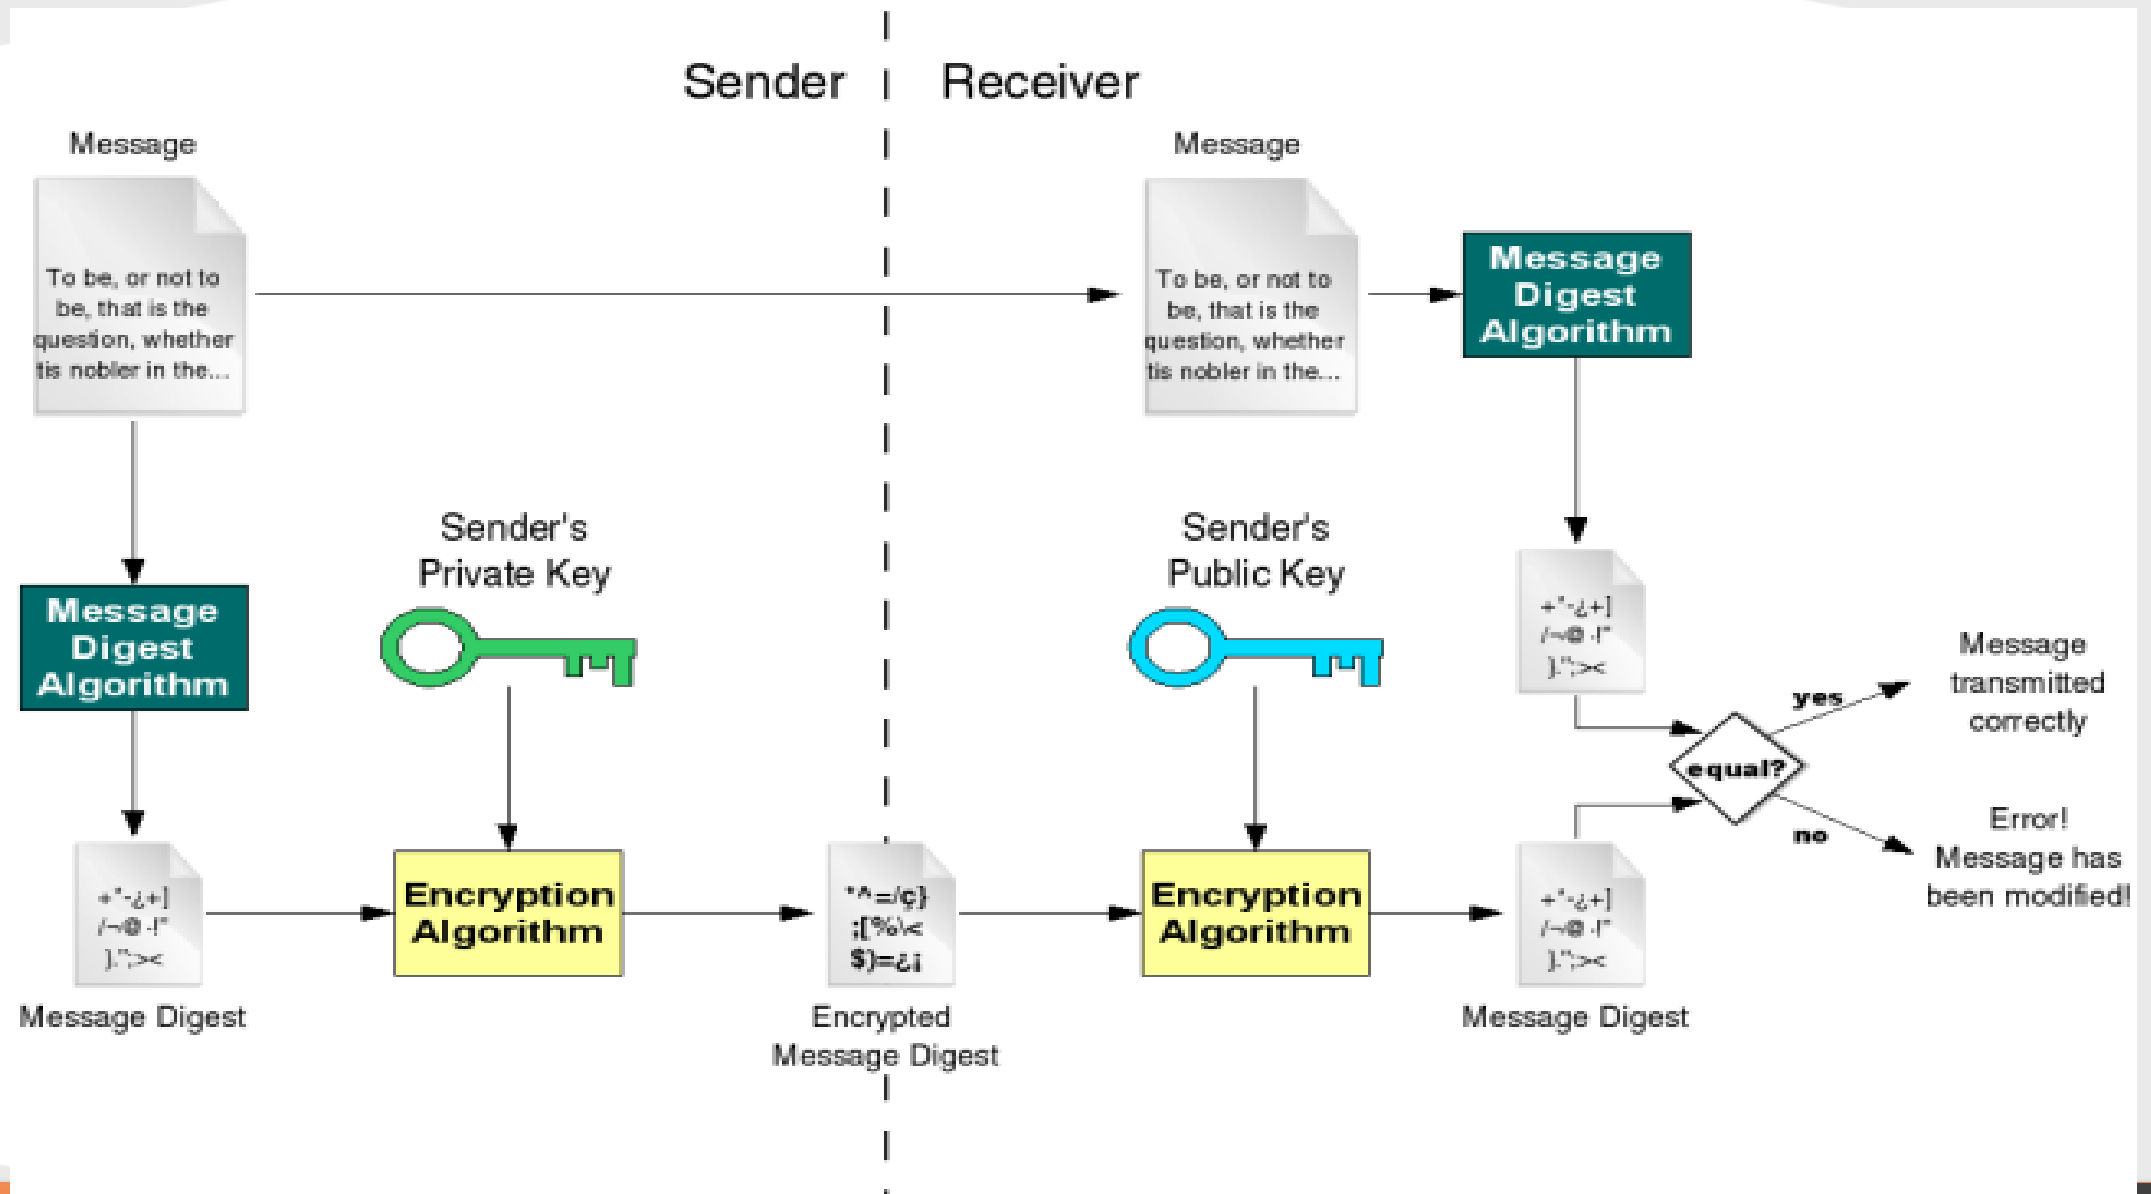 Sender
Receiver
Message
To be, or not to
be, that is the
question, whether
tis nobler in the...
Message
Digest
Algorithm
Message Digest
Sender's
Private Key
Encryption
Algorithm
Encrypted
Message Digest
Message
To be, or not to
be, that is the
question, whether
tis nobler in the...
Message
Digest
Algorithm
Sender's
Public Key
Encryption
Algorithm
Message Digest
equal?
yes
Message
transmitted
correctly
no
Error!
Message has
been modified!